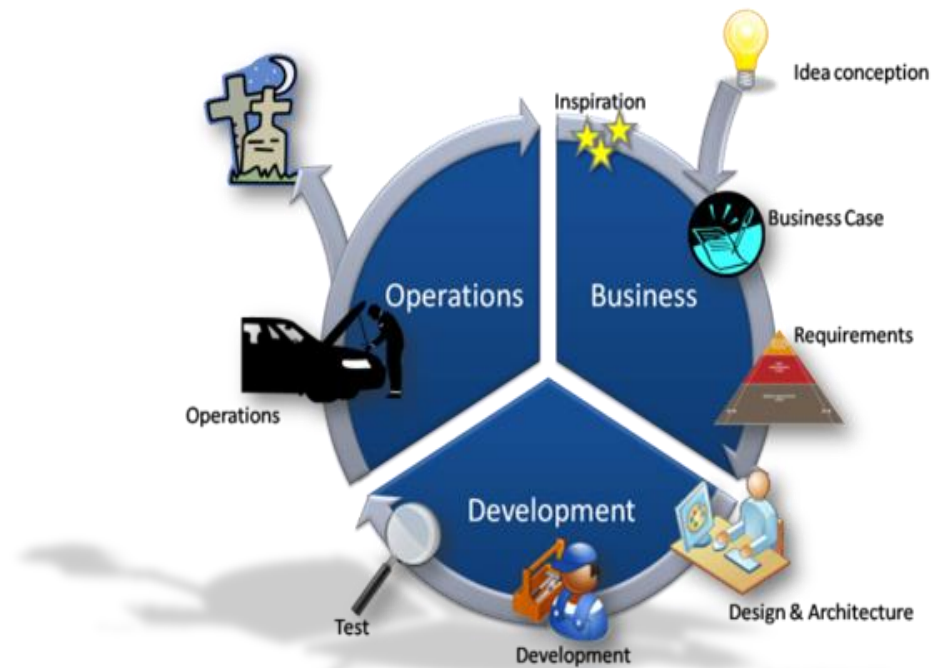 Idea conception
Inspiration
Business Case
Operations
Business
Requirements
Operations
Development
Design & Architecture
Test
Development